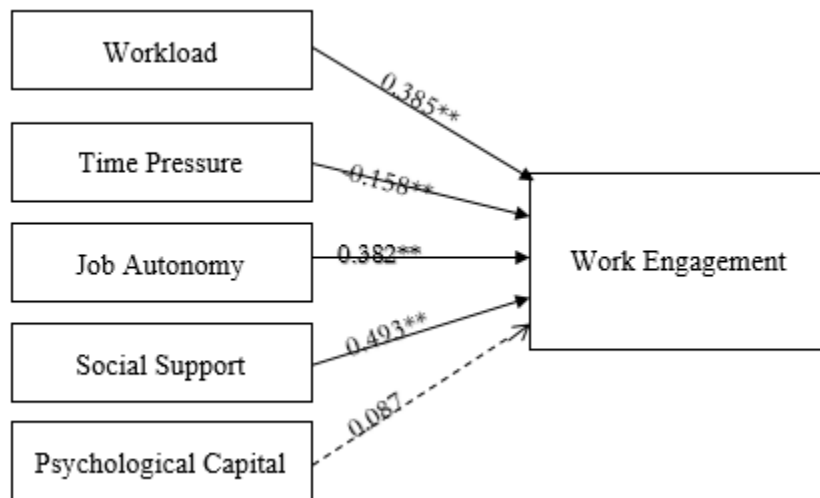 Workload
0.385**
Time Pressure
-0.158**
Job Autonomy
0.382**
Work Engagement
Social Support
0.493**
Psychological Capital
0.087